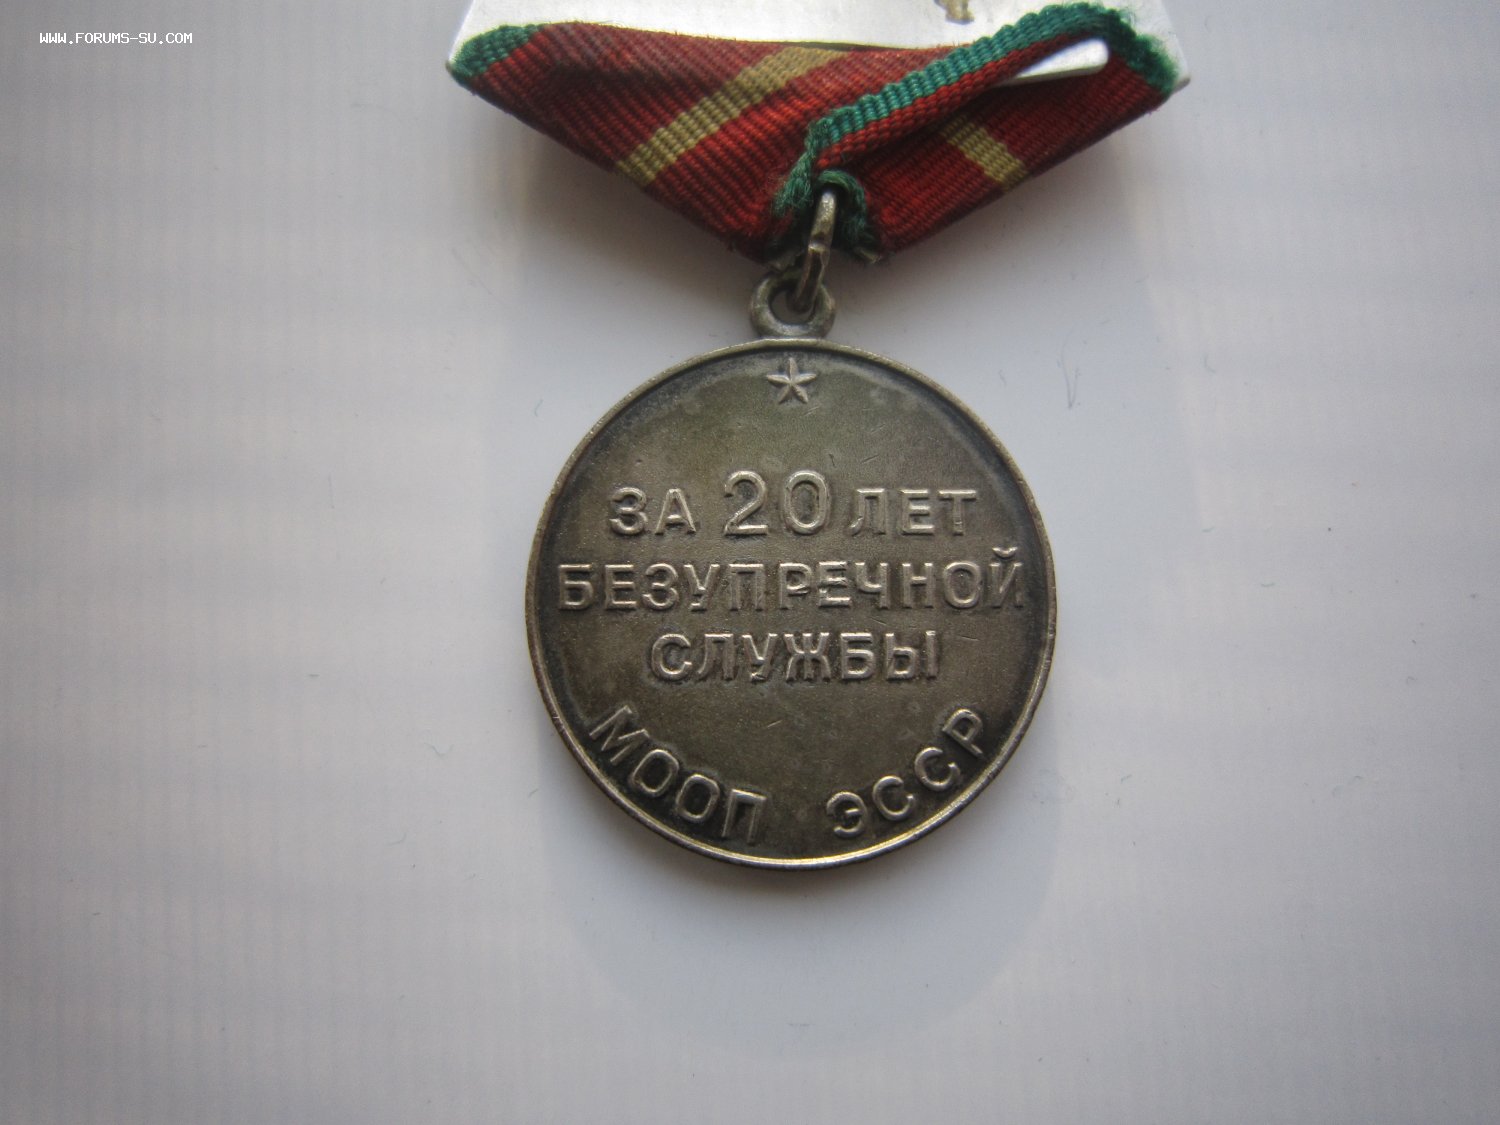 WWW.FORUMS-SU.COM
ЗА 20 ЛЕТ
БЕЗУПРЕЧНОЙ
СЛУЖБЫ
МООП ЭССР